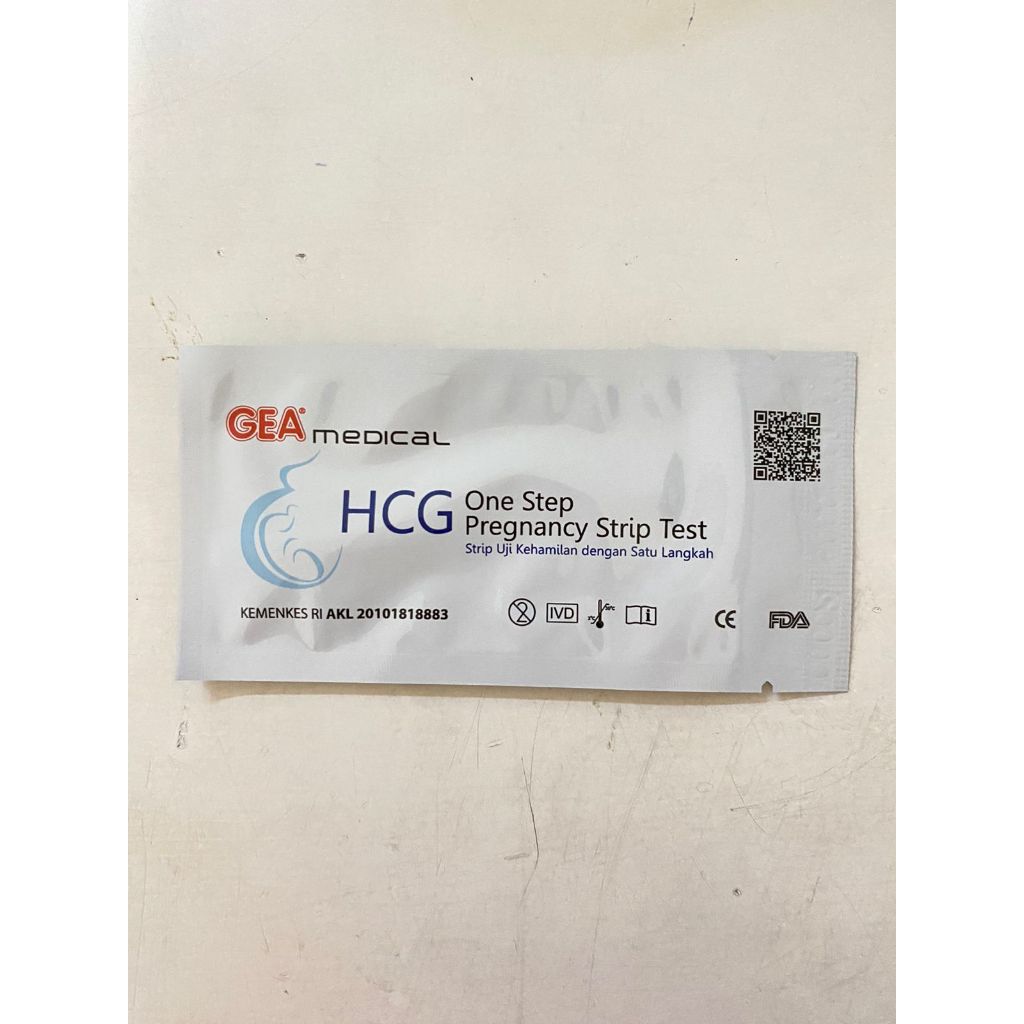 GEA® medical
HCG One Step
Pregnancy Strip Test
Strip Uji Kehamilan dengan Satu Langkah
KEMENKES RI AKL 20101818883
2 IVD i CE FDA